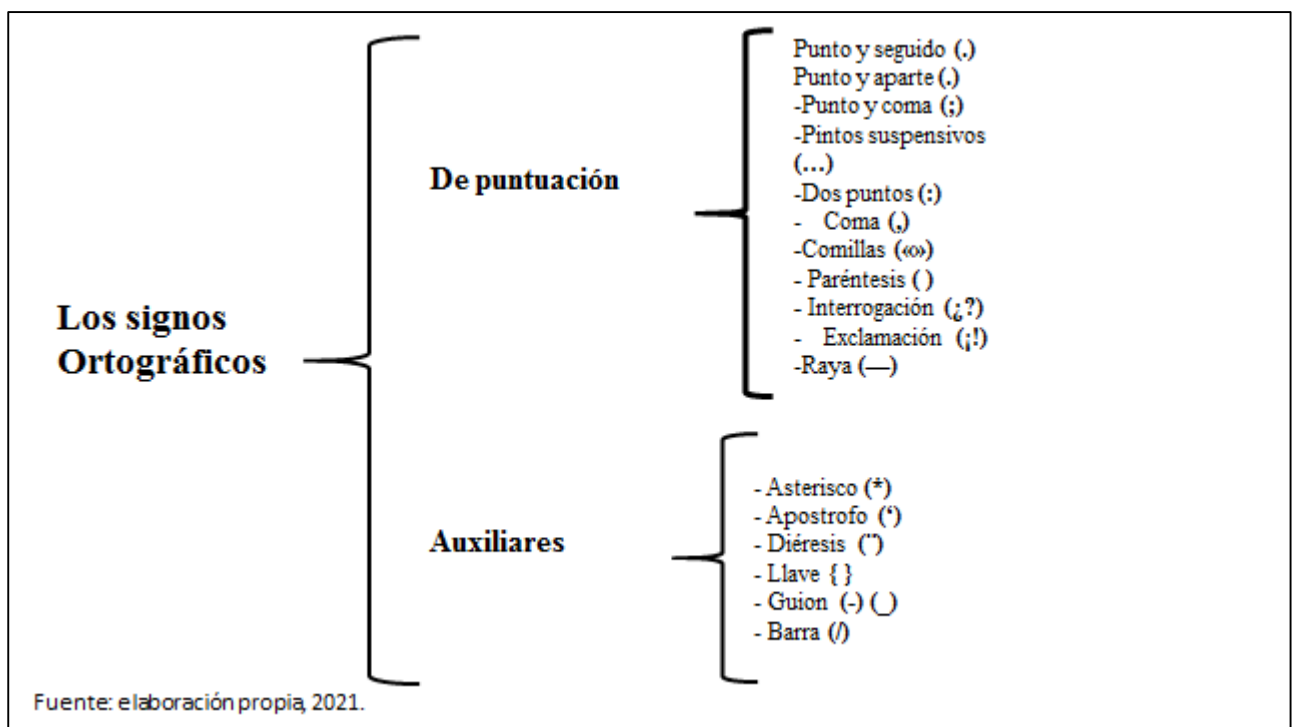 Los signos
Ortográficos
De puntuación
Punto y seguido (.)
Punto y aparte (.)
-Punto y coma (;)
-Pintos suspensivos
(…)
-Dos puntos (:)
- Coma (,)
-Comillas («»)
- Paréntesis ( )
- Interrogación (¿?)
- Exclamación (¡!)
-Raya (—)
Auxiliares
- Asterisco (*)
- Apostrofo (‘)
- Diéresis (¨)
- Llave { }
- Guion (-) (_)
- Barra (/)
Fuente: elaboración propia, 2021.